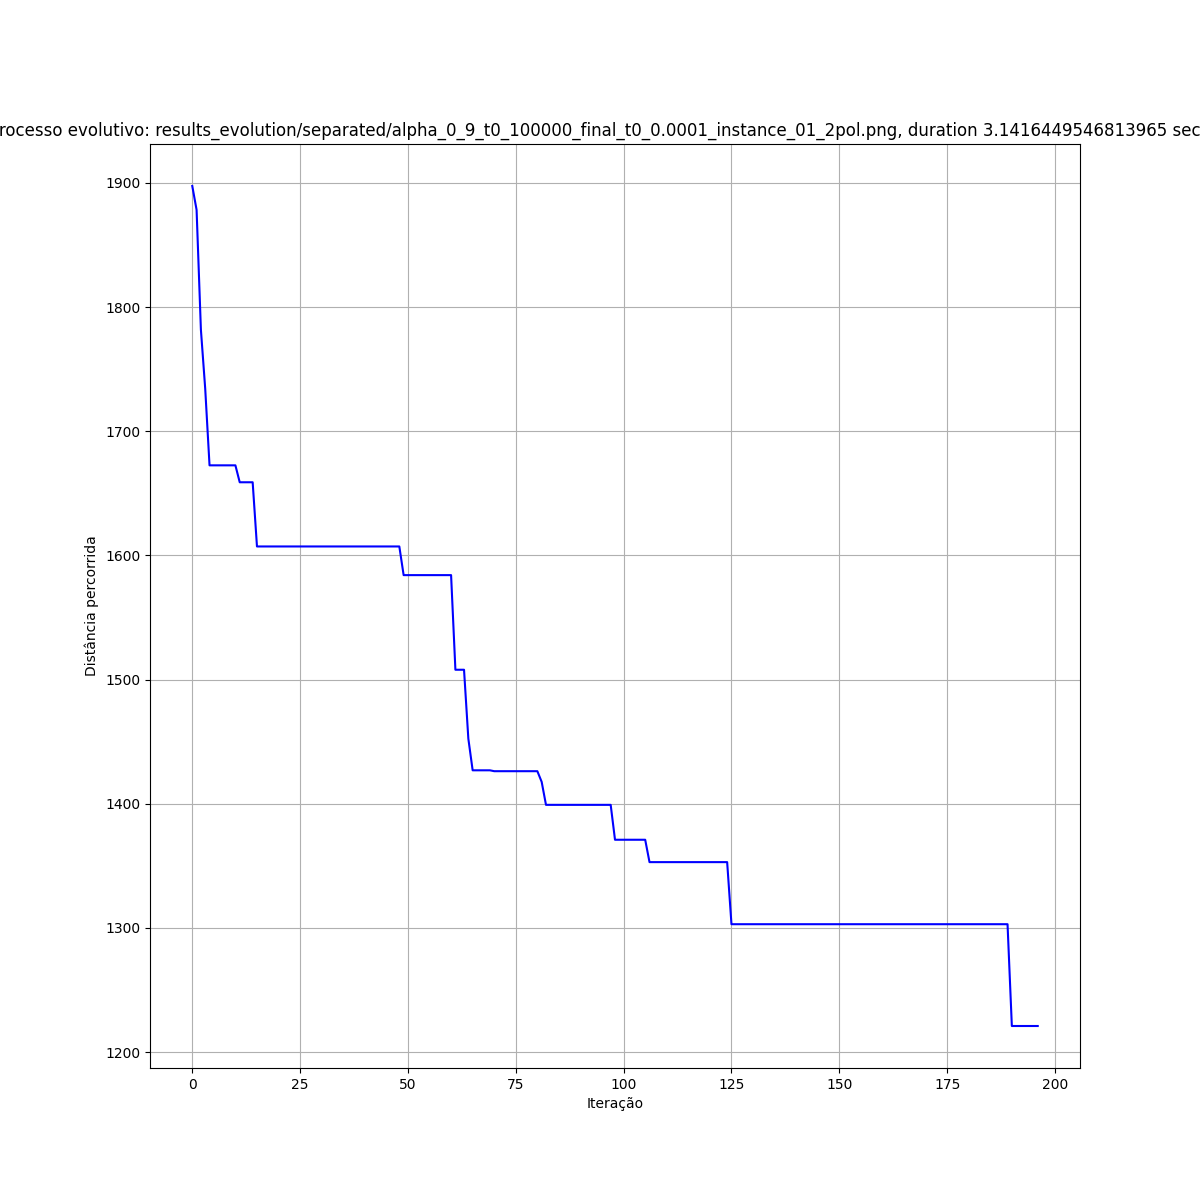 rocesso evolutivo: results_evolution/separated/alpha_0_9_t0_100000_final_t0_0.0001_instance_01_2pol.png, duration 3.1416449546813965 sec
1900
1800
1700
1600
1500
1400
1300
1200
Distância percorrida
0 25 50 75 100 125 150 175 200
Iteração